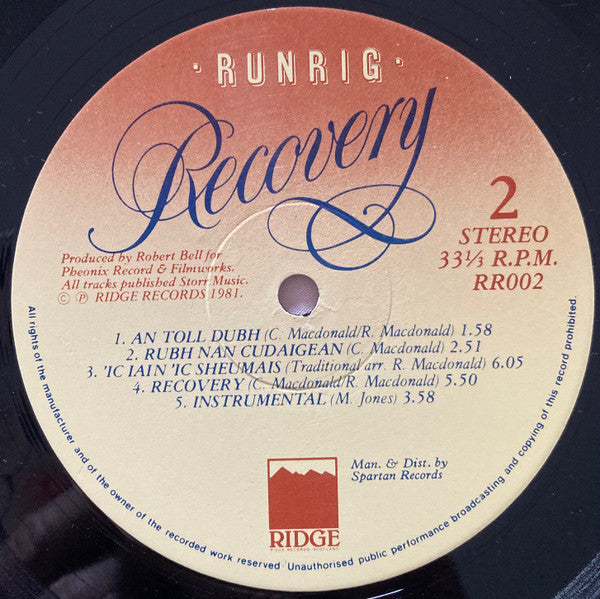 · RUNRIG ·
Recovery
2
STEREO
33⅓ R.P.M.
RR002
Produced by Robert Bell for
Pheonix Record & Filmworks.
All tracks published Storr Music.
© ℗ RIDGE RECORDS 1981.
1. AN TOLL DUBH (C. Macdonald/R. Macdonald) 1.58
2. RUBH NAN CUDAIGEAN (C. Macdonald) 2.51
3. 'IC IAIN 'IC SHEUMAIS (Traditional arr. R. Macdonald) 6.05
4. RECOVERY (C. Macdonald/R. Macdonald) 5.50
5. INSTRUMENTAL (M. Jones) 3.58
Man. & Dist. by
Spartan Records
RIDGE
RIDGE RECORDS SCOTLAND
All rights of the manufacturer and of the owner of the recorded work reserved. Unauthorised public performance broadcasting and copying of this record prohibited.